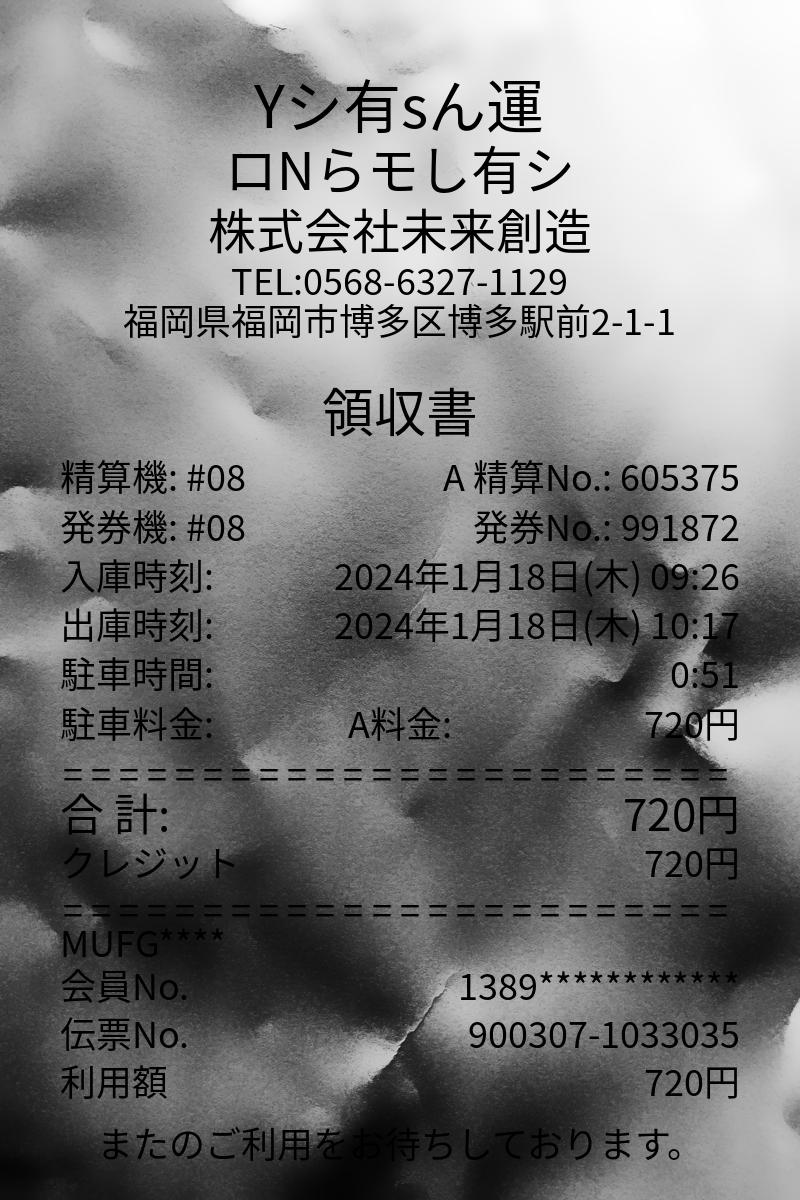 Yシ有sん運
ロNらモし有シ
株式会社未来創造
TEL:0568-6327-1129
福岡県福岡市博多区博多駅前2-1-1
領収書
精算機: #08 A 精算No.: 605375
発券機: #08 発券No.: 991872
入庫時刻: 2024年1月18日(木) 09:26
出庫時刻: 2024年1月18日(木) 10:17
駐車時間: 0:51
駐車料金: A料金: 720円
========================
合 計: 720円
クレジット 720円
========================
MUFG****
会員No. 1389************
伝票No. 900307-1033035
利用額 720円
またのご利用をお待ちしております。